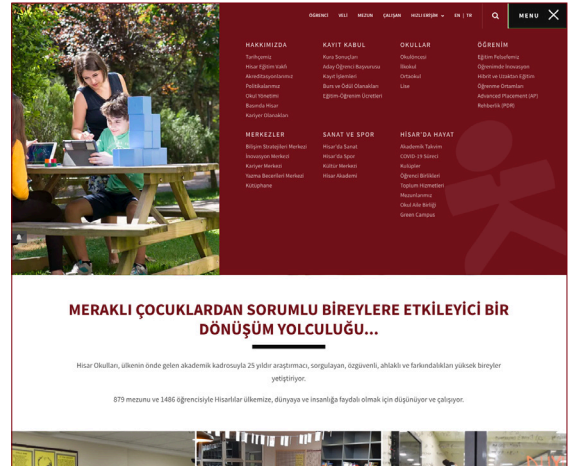 ÖĞRENCİ VELİ MEZUN ÇALIŞAN HIZLI ERİŞİM EN | TR MENU
HAKKIMIZDA
Tarihçemiz
Hisar Eğitim Vakfı
Akreditasyonlarımız
Politikalarımız
Okul Yönetimi
Basında Hisar
Kariyer Olanakları
KAYIT KABUL
Kura Sonuçları
Aday Öğrenci Başvurusu
Kayıt İşlemleri
Burs ve Ödül Olanakları
Eğitim-Öğrenim Ücretleri
OKULLAR
Okulöncesi
İlkokul
Ortaokul
Lise
ÖĞRENİM
Eğitim Felsefemiz
Öğrenimde İnovasyon
Hibrit ve Uzaktan Eğitim
Öğrenme Ortamları
Advanced Placement (AP)
Rehberlik (PDR)
MERKEZLER
Bilişim Stratejileri Merkezi
İnovasyon Merkezi
Kariyer Merkezi
Yazma Becerileri Merkezi
Kütüphane
SANAT VE SPOR
Hisar'da Sanat
Hisar'da Spor
Kültür Merkezi
Hisar Akademi
HİSAR'DA HAYAT
Akademik Takvim
COVID-19 Süreci
Kulüpler
Öğrenci Birlikleri
Toplum Hizmetleri
Mezunlarımız
Okul Aile Birliği
Green Campus
MERAKLI ÇOCUKLARDAN SORUMLU BİREYLERE ETKİLEYİCİ BİR
DÖNÜŞÜM YOLCULUĞU...
Hisar Okulları, ülkenin önde gelen akademik kadrosuyla 25 yıldır araştırmacı, sorgulayan, özgüvenli, ahlaklı ve farkındalıkları yüksek bireyler
yetiştiriyor.
879 mezunu ve 1486 öğrencisiyle Hisarlılar ülkemize, dünyaya ve insanlığa faydalı olmak için düşünüyor ve çalışıyor.